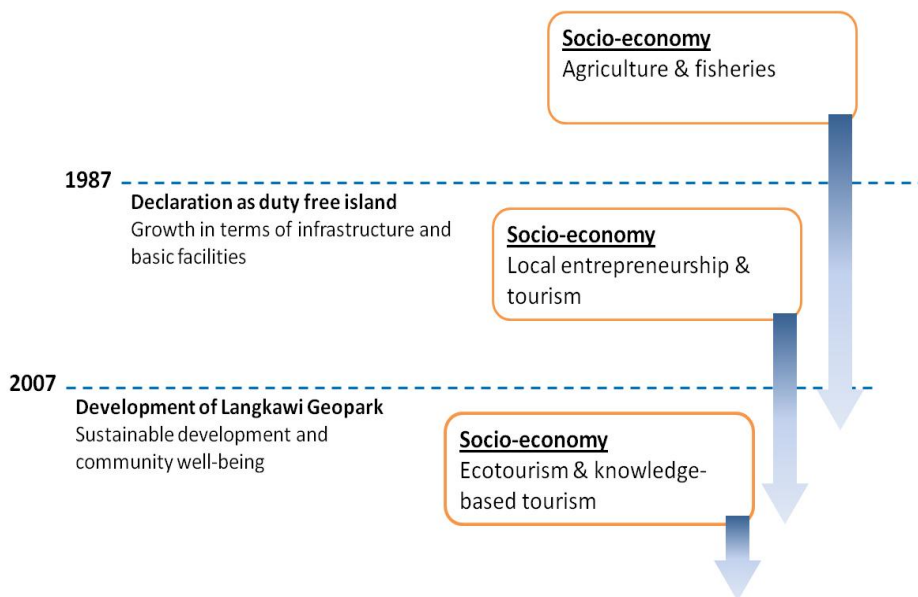 Socio-economy
Agriculture & fisheries
1987
Declaration as duty free island
Growth in terms of infrastructure and
basic facilities
Socio-economy
Local entrepreneurship &
tourism
2007
Development of Langkawi Geopark
Sustainable development and
community well-being
Socio-economy
Ecotourism & knowledge-
based tourism